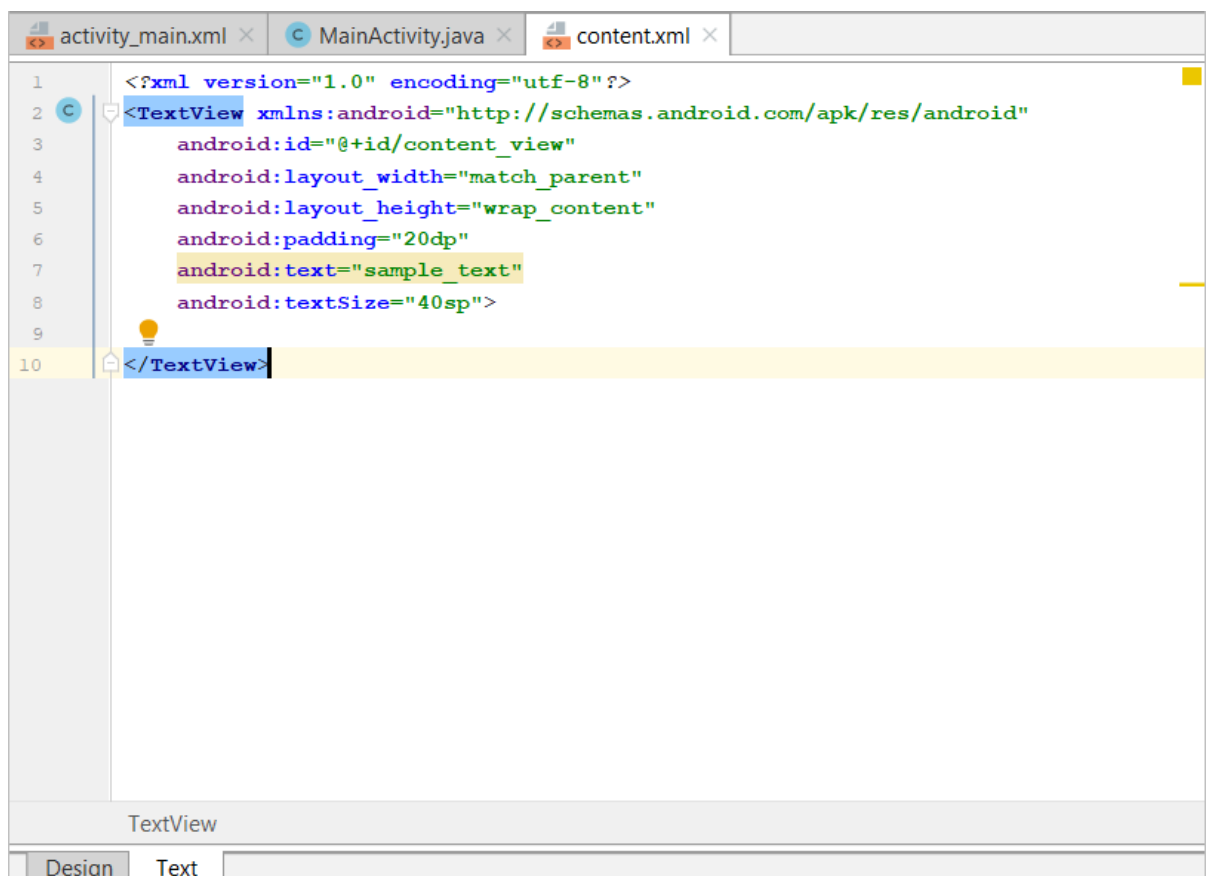 activity_main.xml MainActivity.java content.xml
1 <?xml version="1.0" encoding="utf-8"?>
2 C <TextView xmlns:android="http://schemas.android.com/apk/res/android"
3 android:id="@+id/content_view"
4 android:layout_width="match_parent"
5 android:layout_height="wrap_content"
6 android:padding="20dp"
7 android:text="sample_text"
8 android:textSize="40sp">
9
10 </TextView>
TextView
Design Text